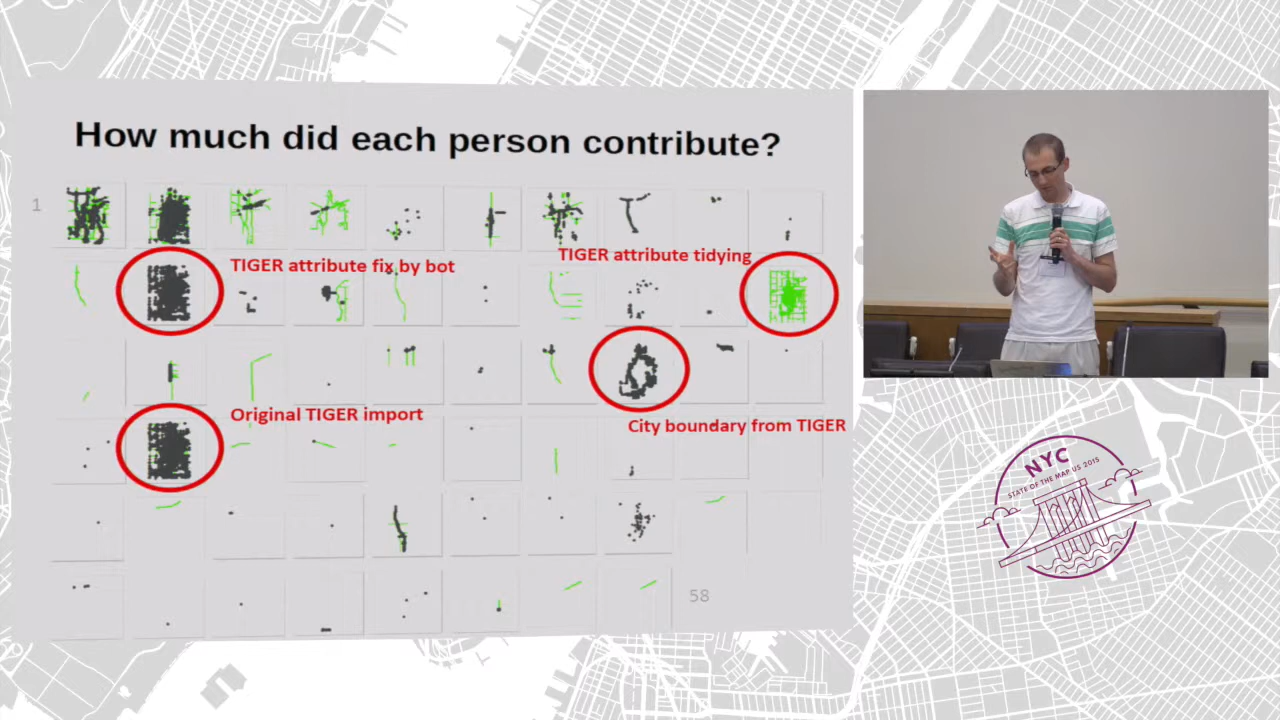 How much did each person contribute?
1
TIGER attribute fix by bot
TIGER attribute tidying
Original TIGER import
City boundary from TIGER
58
NYC
STATE OF THE MAP US 2015